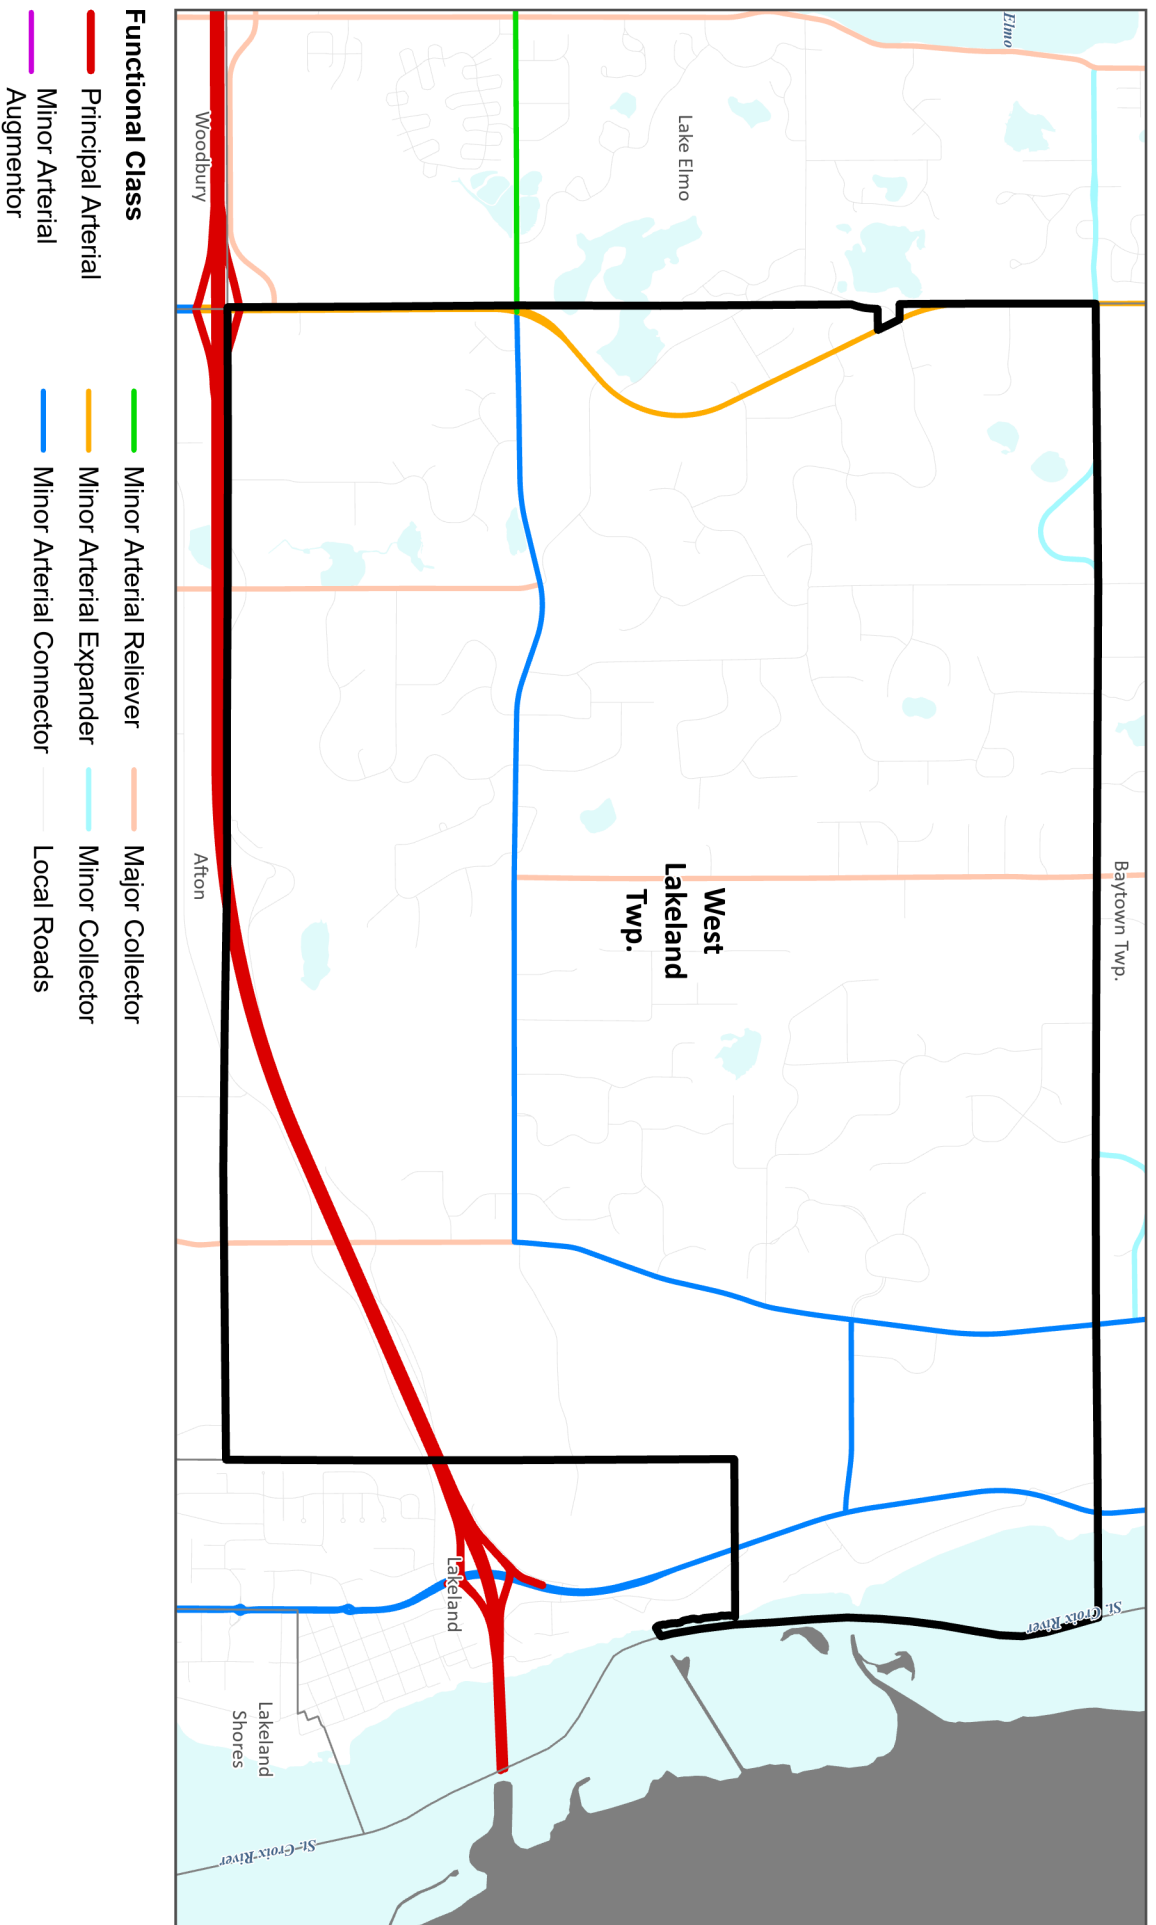 Elmo
Lake Elmo
Woodbury
Baytown Twp.
West
Lakeland
Twp.
Afton
St. Croix River
Lakeland
Lakeland
Shores
St. Croix River
Functional Class
Principal Arterial
Minor Arterial
Augmentor
Minor Arterial Reliever
Minor Arterial Expander
Minor Arterial Connector
Major Collector
Minor Collector
Local Roads